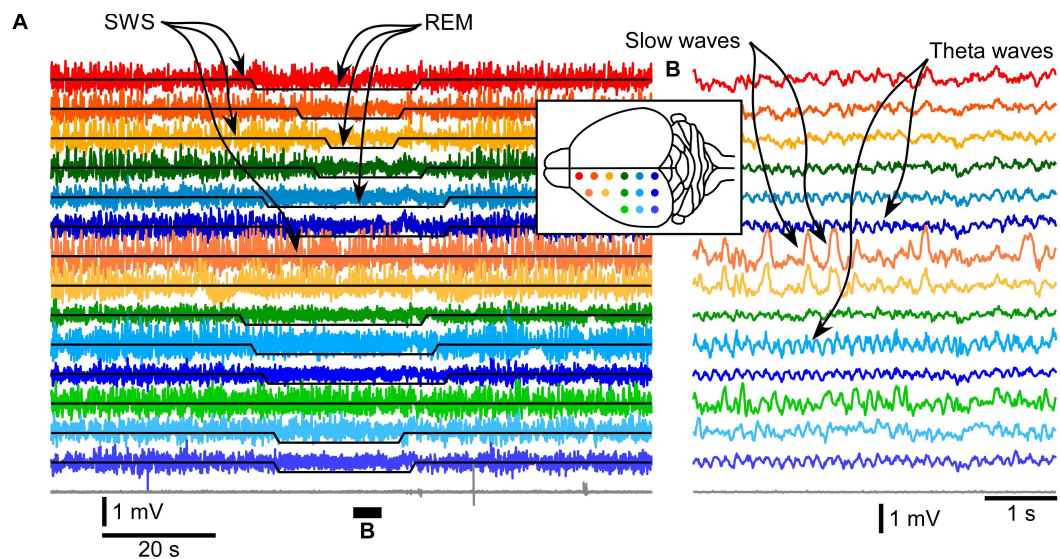 A
SWS
REM
Slow waves
Theta waves
B
1 mV
20 s
B
1 mV
1 s